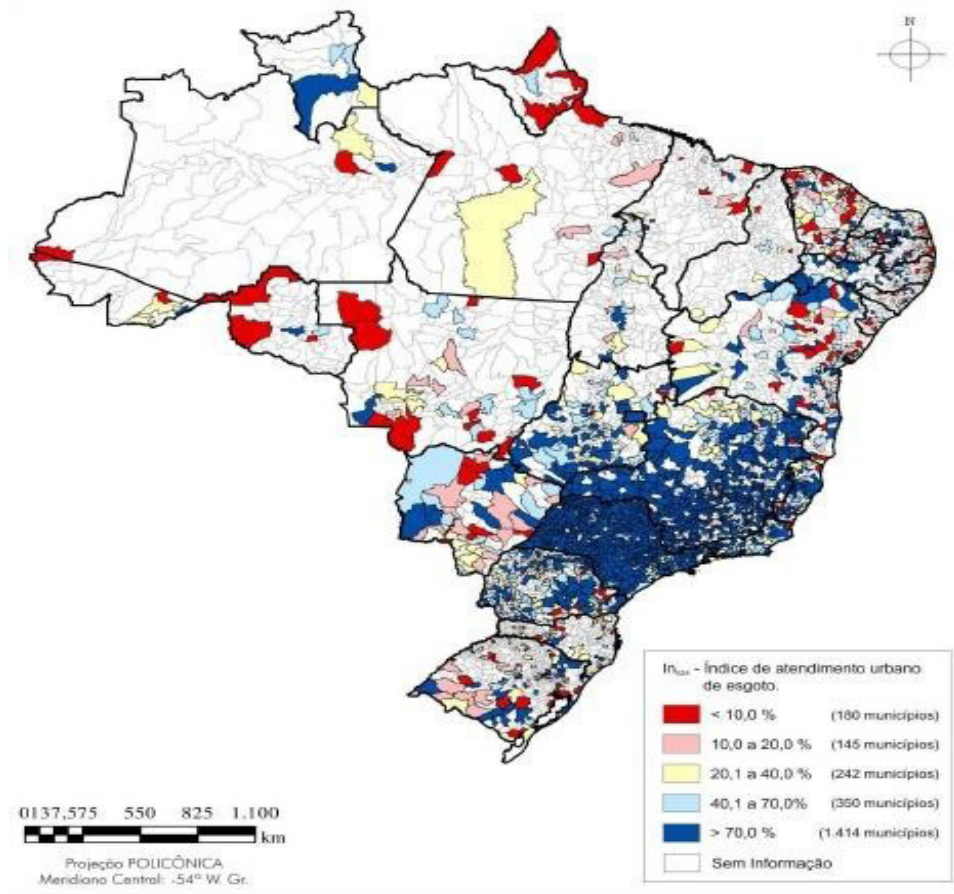 N
In - Índice de atendimento urbano
de esgoto.
< 10,0 % (180 municípios)
10,0 a 20,0 % (145 municípios)
20,1 a 40,0 % (242 municípios)
40,1 a 70,0% (350 municípios)
> 70,0 % (1.414 municípios)
Sem Informação
0137,575 550 825 1.100
km
Projeção POLICÔNICA
Meridiano Central: -54º W. Gr.